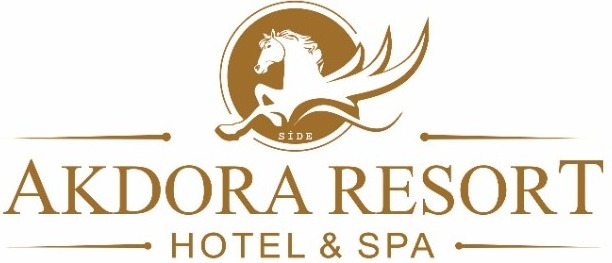 SİDE
AKDORA RESORT
HOTEL & SPA